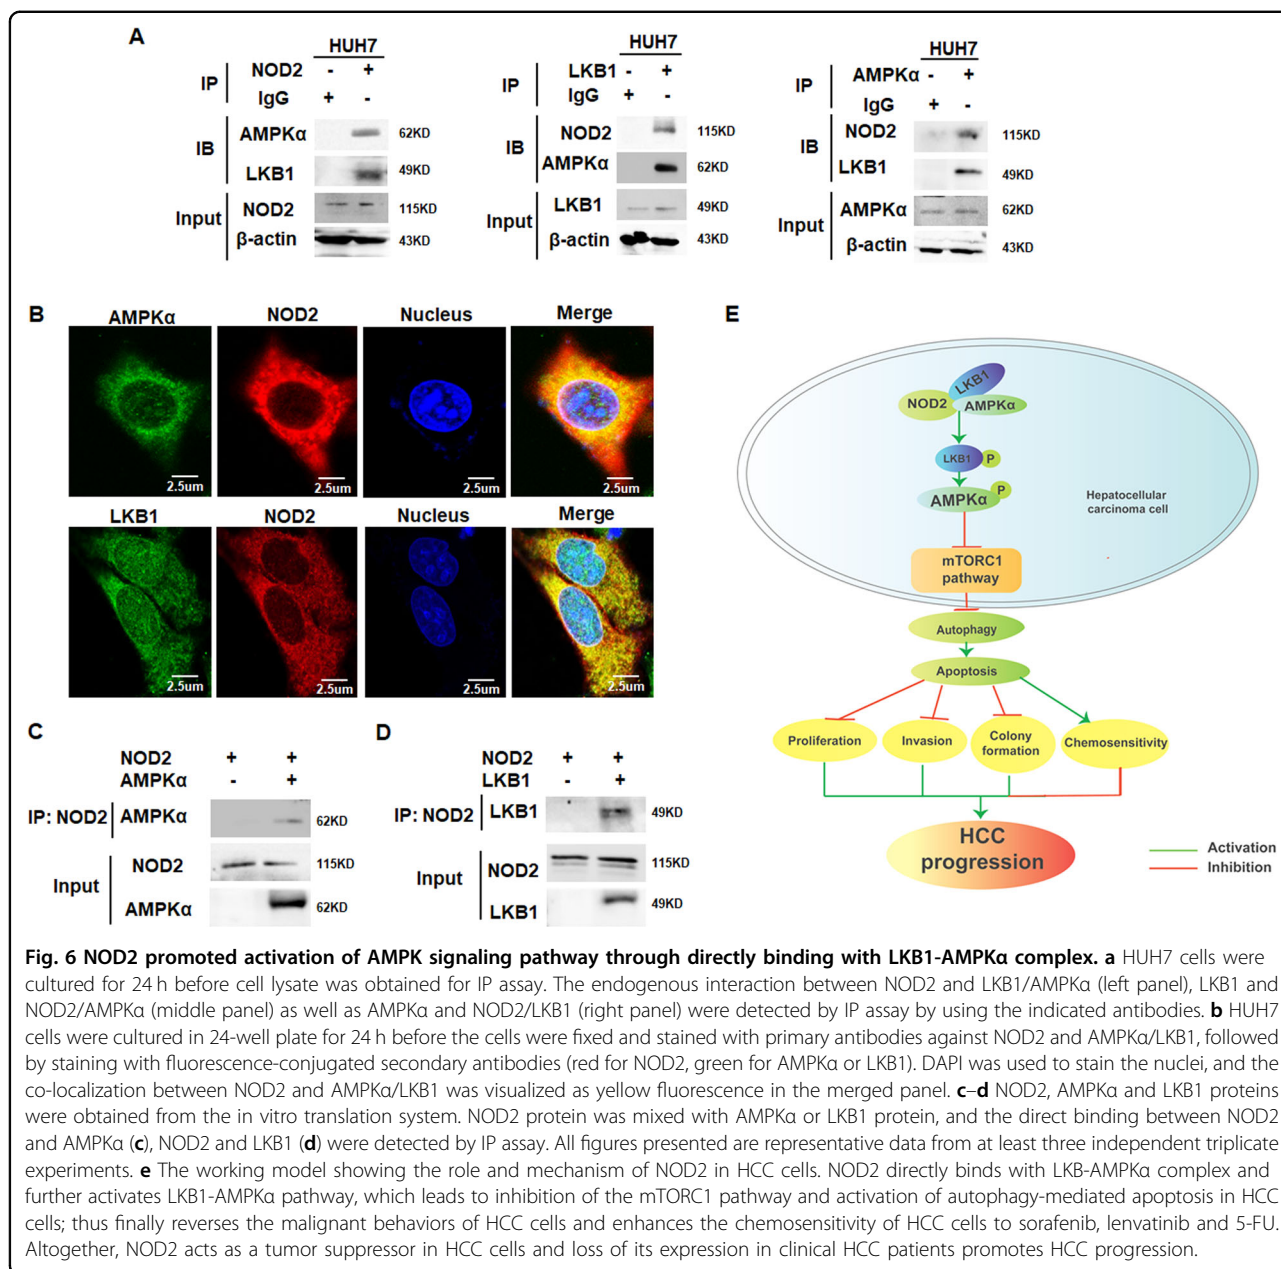 A
HUH7
IP
NOD2 - +
IgG + -
IB
AMPKα 62KD
LKB1 49KD
Input
NOD2 115KD
β-actin 43KD
HUH7
IP
LKB1 - +
IgG + -
IB
NOD2 115KD
AMPKα 62KD
Input
LKB1 49KD
β-actin 43KD
HUH7
IP
AMPKα - +
IgG + -
IB
NOD2 115KD
LKB1 49KD
Input
AMPKα 62KD
β-actin 43KD
B
AMPKα NOD2 Nucleus Merge
2.5um 2.5um 2.5um 2.5um
LKB1 NOD2 Nucleus Merge
2.5um 2.5um 2.5um 2.5um
C
NOD2 + +
AMPKα - +
IP: NOD2 AMPKα 62KD
Input
NOD2 115KD
AMPKα 62KD
D
NOD2 + +
LKB1 - +
IP: NOD2 LKB1 49KD
Input
NOD2 115KD
LKB1 49KD
E
LKB1
NOD2 AMPKα
LKB1 P
AMPKα P
Hepatocellular
carcinoma cell
mTORC1
pathway
Autophagy
Apoptosis
Proliferation Invasion Colony
formation Chemosensitivity
HCC
progression
Activation
Inhibition
Fig. 6 NOD2 promoted activation of AMPK signaling pathway through directly binding with LKB1-AMPKα complex. a HUH7 cells were
cultured for 24 h before cell lysate was obtained for IP assay. The endogenous interaction between NOD2 and LKB1/AMPKα (left panel), LKB1 and
NOD2/AMPKα (middle panel) as well as AMPKα and NOD2/LKB1 (right panel) were detected by IP assay by using the indicated antibodies. b HUH7
cells were cultured in 24-well plate for 24 h before the cells were fixed and stained with primary antibodies against NOD2 and AMPKα/LKB1, followed
by staining with fluorescence-conjugated secondary antibodies (red for NOD2, green for AMPKα or LKB1). DAPI was used to stain the nuclei, and the
co-localization between NOD2 and AMPKα/LKB1 was visualized as yellow fluorescence in the merged panel. c–d NOD2, AMPKα and LKB1 proteins
were obtained from the in vitro translation system. NOD2 protein was mixed with AMPKα or LKB1 protein, and the direct binding between NOD2
and AMPKα (c), NOD2 and LKB1 (d) were detected by IP assay. All figures presented are representative data from at least three independent triplicate
experiments. e The working model showing the role and mechanism of NOD2 in HCC cells. NOD2 directly binds with LKB-AMPKα complex and
further activates LKB1-AMPKα pathway, which leads to inhibition of the mTORC1 pathway and activation of autophagy-mediated apoptosis in HCC
cells; thus finally reverses the malignant behaviors of HCC cells and enhances the chemosensitivity of HCC cells to sorafenib, lenvatinib and 5-FU.
Altogether, NOD2 acts as a tumor suppressor in HCC cells and loss of its expression in clinical HCC patients promotes HCC progression.